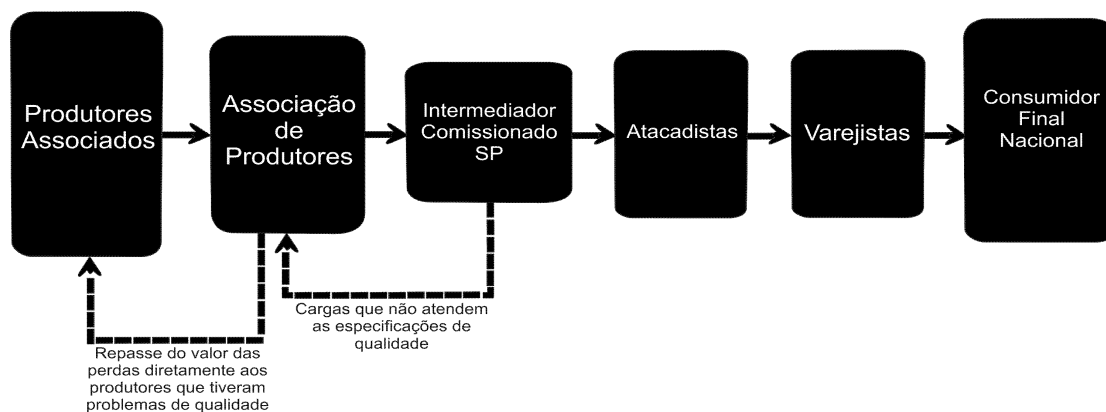 Produtores
Associados
Associação
de
Produtores
Intermediador
Comissionado
SP
Atacadistas
Varejistas
Consumidor
Final
Nacional
Cargas que não atendem
as especificações de
qualidade
Repasse do valor das
perdas diretamente aos
produtores que tiveram
problemas de qualidade